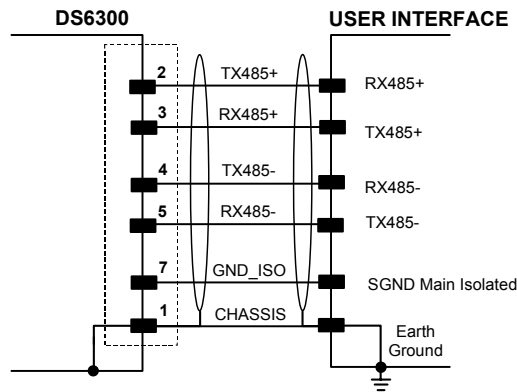 DS6300 USER INTERFACE
2 TX485+ RX485+
3 RX485+ TX485+
4 TX485- RX485-
5 RX485- TX485-
7 GND_ISO SGND Main Isolated
1 CHASSIS Earth
Ground